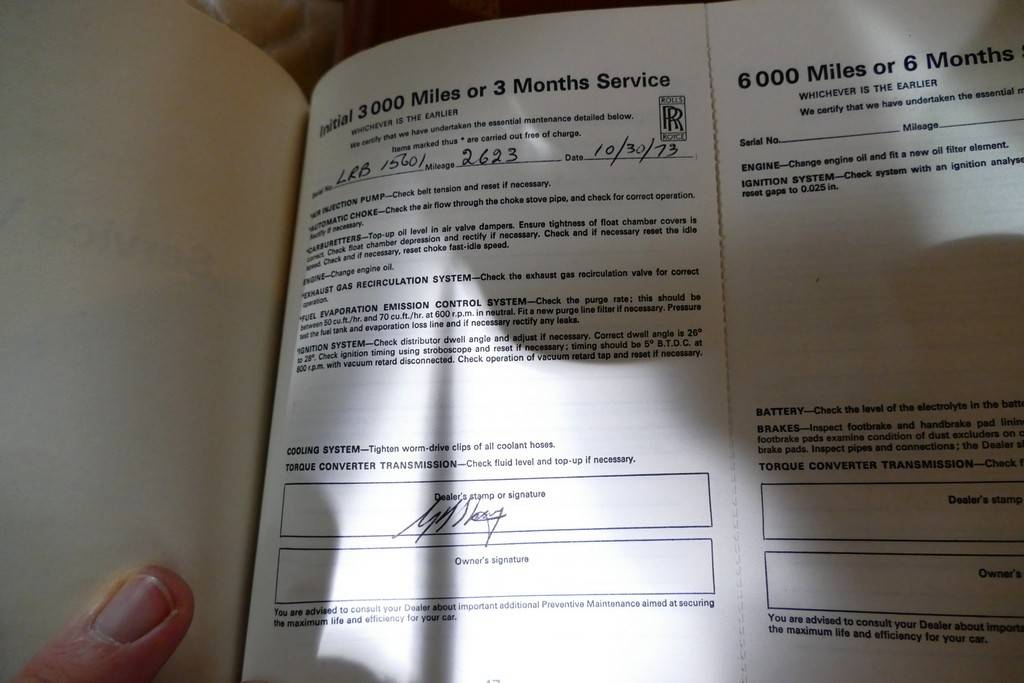 Initial 3 000 Miles or 3 Months Service
WHICHEVER IS THE EARLIER
We certify that we have undertaken the essential mantenance detailed below.
Items marked thus * are carried out free of charge.
ROLLS
RR
ROYCE
Serial No. LRB 15601 Mileage 2623 Date 10/30/73
*AIR INJECTION PUMP—Check belt tension and reset if necessary.
*AUTOMATIC CHOKE—Check the air flow through the choke stove pipe, and check for correct operation.
Rectify if necessary.
*CARBURETTERS—Top-up oil level in air valve dampers. Ensure tightness of float chamber covers is
correct. Check float chamber depression and rectify if necessary. Check and if necessary reset the idle
speed. Check and if necessary, reset choke fast-idle speed.
ENGINE—Change engine oil.
*EXHAUST GAS RECIRCULATION SYSTEM—Check the exhaust gas recirculation valve for correct
operation.
*FUEL EVAPORATION EMISSION CONTROL SYSTEM—Check the purge rate; this should be
between 50 cu.ft./hr. and 70 cu.ft./hr. at 600 r.p.m. in neutral. Fit a new purge line filter if necessary. Pressure
test the fuel tank and evaporation loss line and if necessary rectify any leaks.
*IGNITION SYSTEM—Check distributor dwell angle and adjust if necessary. Correct dwell angle is 26°
to 28°. Check ignition timing using stroboscope and reset if necessary; timing should be 5° B.T.D.C. at
800 r.p.m. with vacuum retard disconnected. Check operation of vacuum retard tap and reset if necessary.
COOLING SYSTEM—Tighten worm-drive clips of all coolant hoses.
TORQUE CONVERTER TRANSMISSION—Check fluid level and top-up if necessary.
Dealer's stamp or signature
Owner's signature
You are advised to consult your Dealer about important additional Preventive Maintenance aimed at securing
the maximum life and efficiency for your car.
47
6 000 Miles or 6 Months S
WHICHEVER IS THE EARLIER
We certify that we have undertaken the essential m
Serial No. Mileage
ENGINE—Change engine oil and fit a new oil filter element.
IGNITION SYSTEM—Check system with an ignition analyse
reset gaps to 0.025 in.
BATTERY—Check the level of the electrolyte in the batte
BRAKES—Inspect footbrake and handbrake pad linin
footbrake pads examine condition of dust excluders on c
brake pads. Inspect pipes and connections; the Dealer s
TORQUE CONVERTER TRANSMISSION—Check f
Dealer's stamp
Owner's
You are advised to consult your Dealer about importa
the maximum life and efficiency for your car.